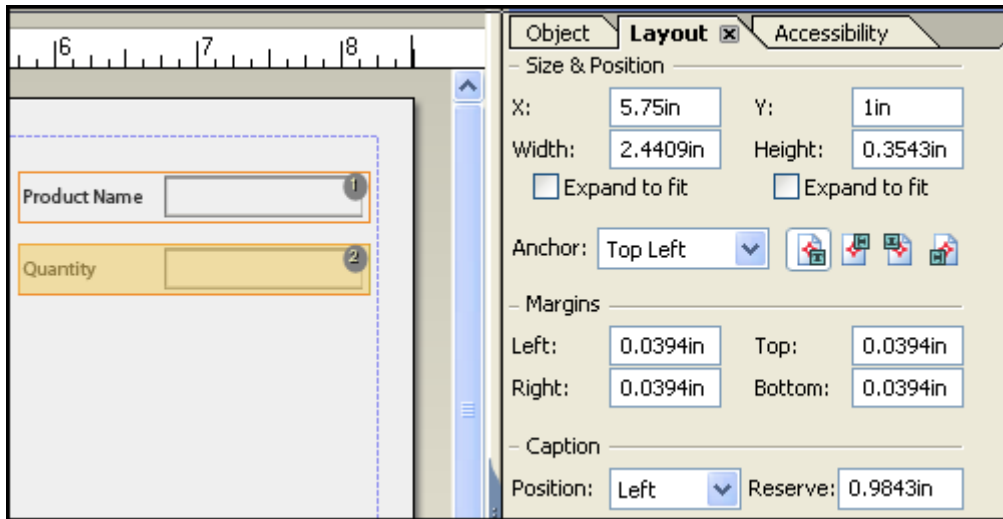 6 7 8
Product Name 1
Quantity 2
Object Layout Accessibility
Size & Position
X: 5.75in Y: 1in
Width: 2.4409in Height: 0.3543in
Expand to fit Expand to fit
Anchor: Top Left
Margins
Left: 0.0394in Top: 0.0394in
Right: 0.0394in Bottom: 0.0394in
Caption
Position: Left Reserve: 0.9843in